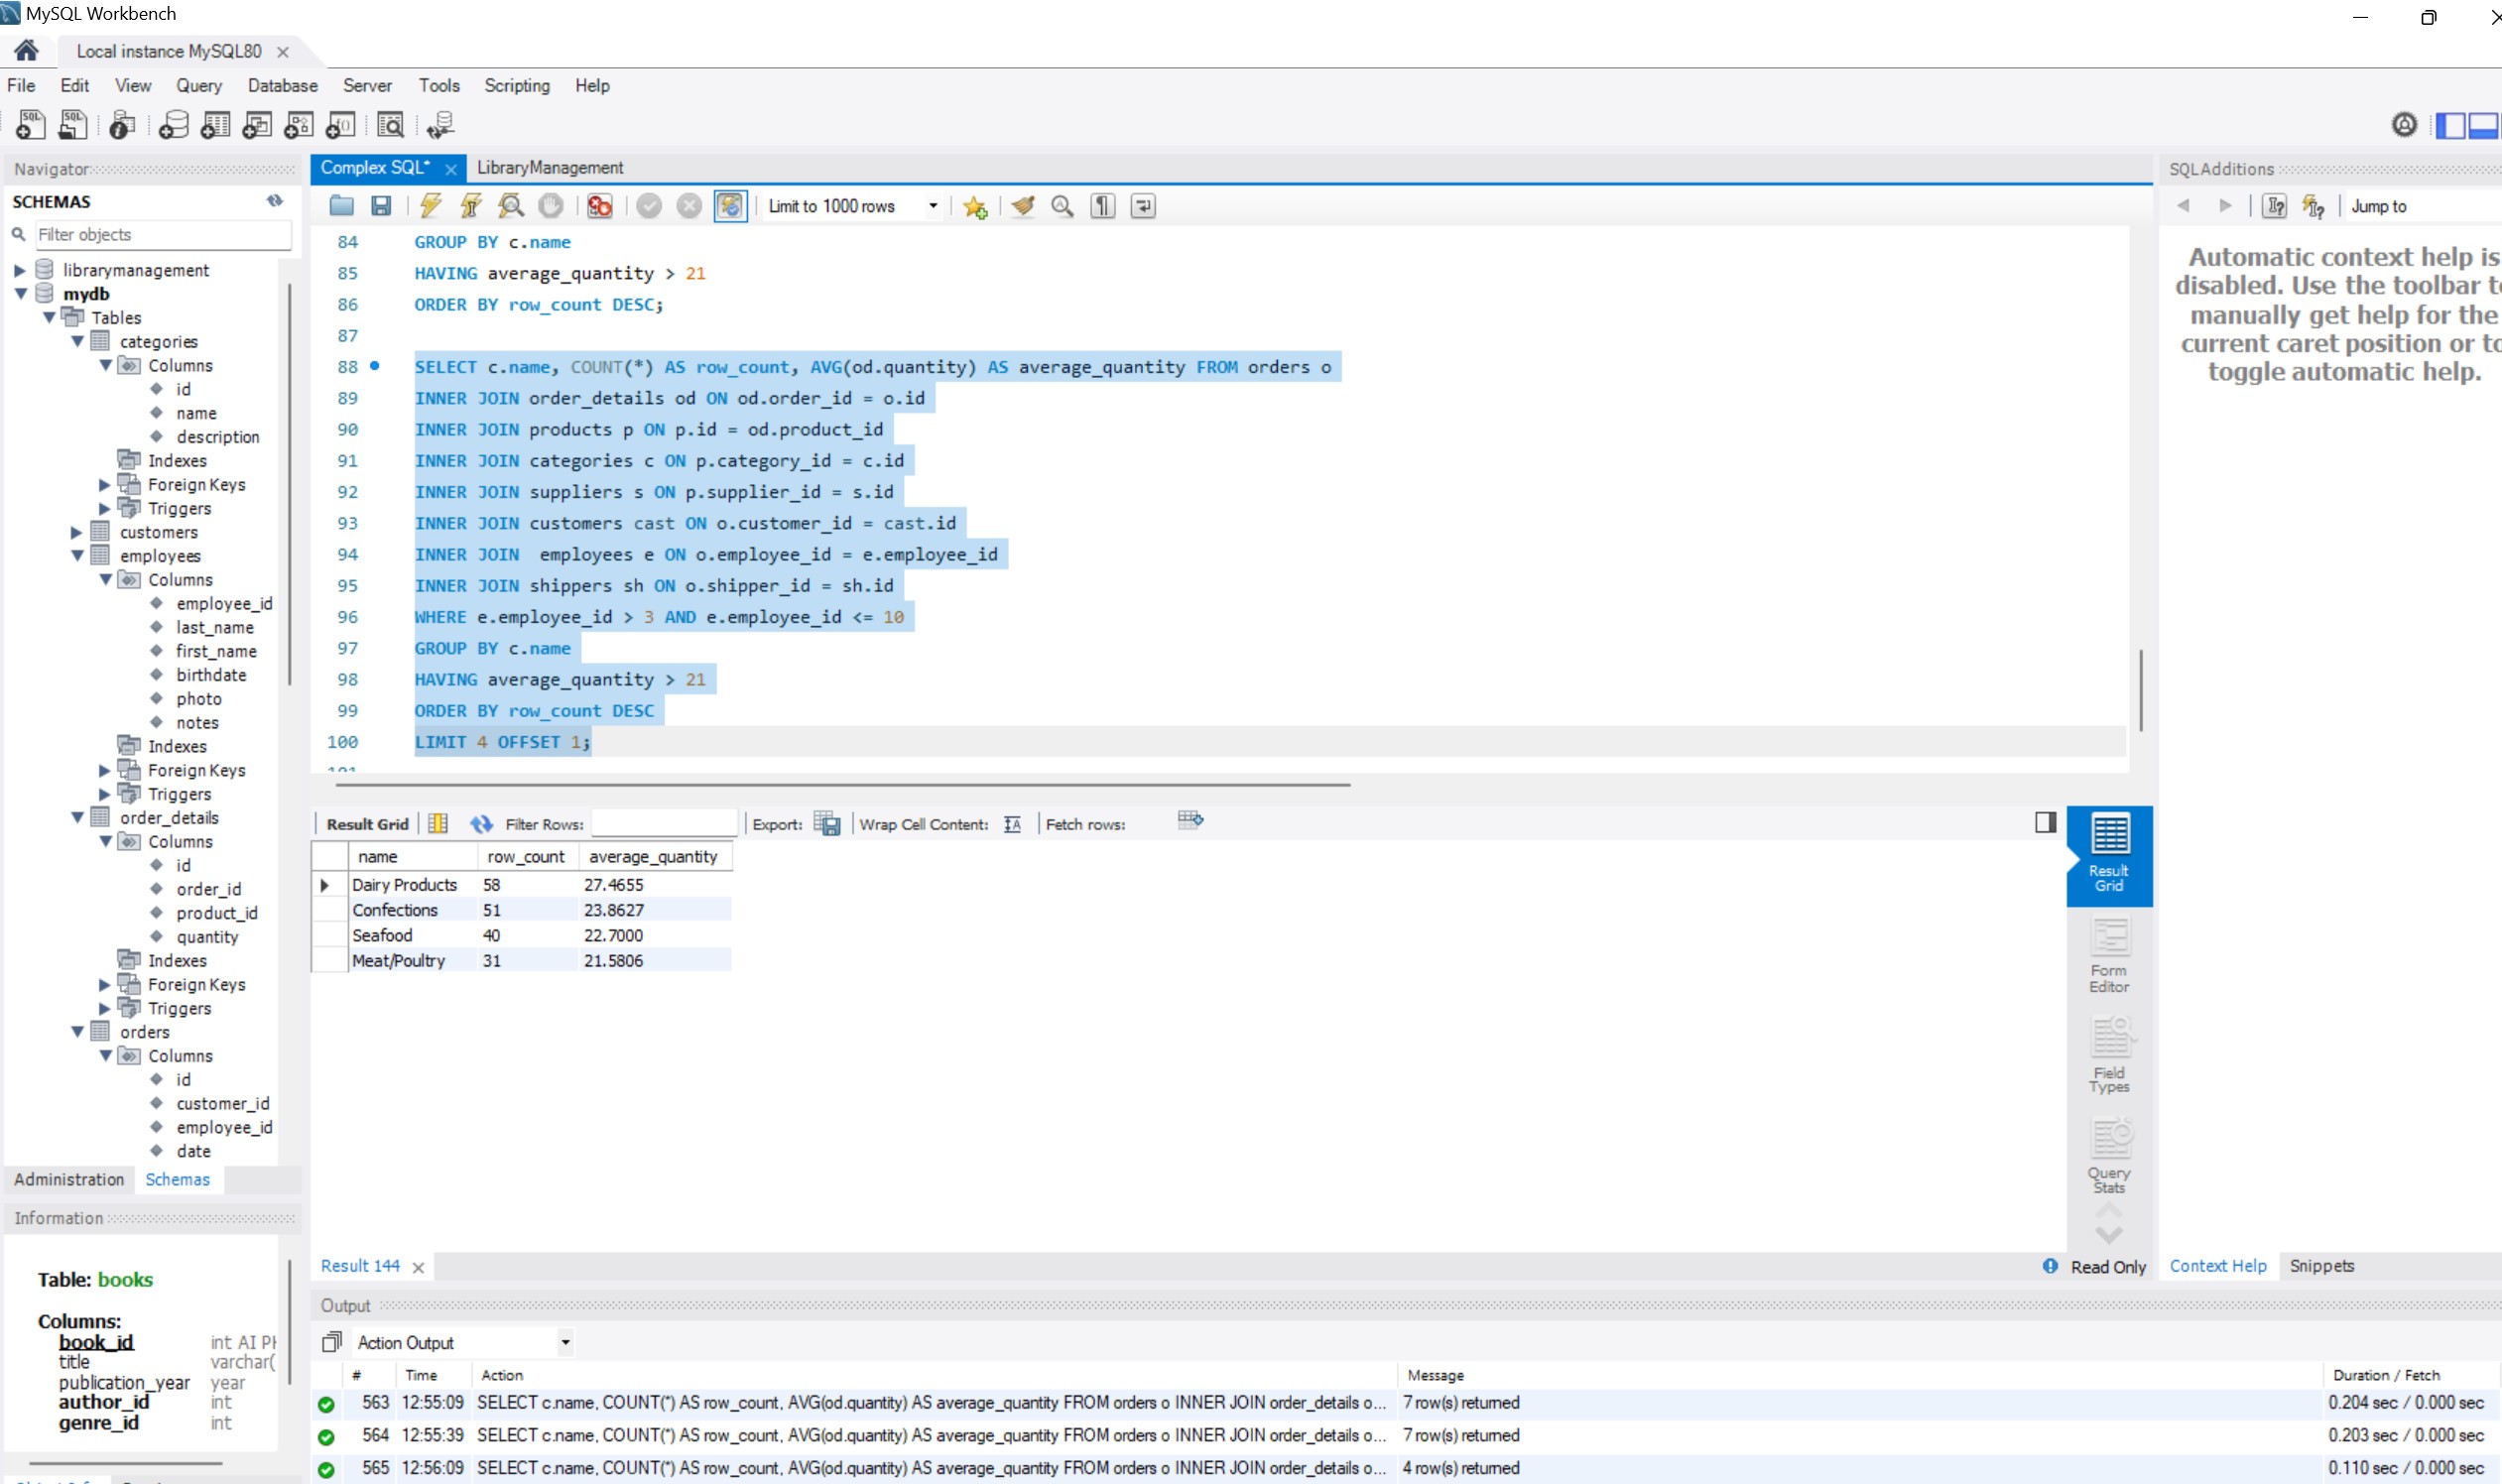 MySQL Workbench
Local instance MySQL80
File Edit View Query Database Server Tools Scripting Help
Navigator
SCHEMAS
Filter objects
librarymanagement
mydb
Tables
categories
Columns
id
name
description
Indexes
Foreign Keys
Triggers
customers
employees
Columns
employee_id
last_name
first_name
birthdate
photo
notes
Indexes
Foreign Keys
Triggers
order_details
Columns
id
order_id
product_id
quantity
Indexes
Foreign Keys
Triggers
orders
Columns
id
customer_id
employee_id
date
Administration Schemas
Information
Table: books
Columns:
book_id int AI
title varchar(
publication_year year
author_id int
genre_id int
Complex SQL* LibraryManagement
Limit to 1000 rows
84 GROUP BY c.name
85 HAVING average_quantity > 21
86 ORDER BY row_count DESC;
87
88 SELECT c.name, COUNT(*) AS row_count, AVG(od.quantity) AS average_quantity FROM orders o
89 INNER JOIN order_details od ON od.order_id = o.id
90 INNER JOIN products p ON p.id = od.product_id
91 INNER JOIN categories c ON p.category_id = c.id
92 INNER JOIN suppliers s ON p.supplier_id = s.id
93 INNER JOIN customers cast ON o.customer_id = cast.id
94 INNER JOIN  employees e ON o.employee_id = e.employee_id
95 INNER JOIN shippers sh ON o.shipper_id = sh.id
96 WHERE e.employee_id > 3 AND e.employee_id <= 10
97 GROUP BY c.name
98 HAVING average_quantity > 21
99 ORDER BY row_count DESC
100 LIMIT 4 OFFSET 1;
Result Grid Filter Rows: Export: Wrap Cell Content: Fetch rows:
name row_count average_quantity
Dairy Products 58 27.4655
Confections 51 23.8627
Seafood 40 22.7000
Meat/Poultry 31 21.5806
Result
Grid
Form
Editor
Field
Types
Query
Stats
Result 144
Read Only
SQLAdditions
Jump to
Automatic context help is
disabled. Use the toolbar
manually get help for the
current caret position or
toggle automatic help.
Context Help Snippets
Output
Action Output
# Time Action Message Duration / Fetch
563 12:55:09 SELECT c.name, COUNT(*) AS row_count, AVG(od.quantity) AS average_quantity FROM orders o INNER JOIN order_details o... 7 row(s) returned 0.204 sec / 0.000 sec
564 12:55:39 SELECT c.name, COUNT(*) AS row_count, AVG(od.quantity) AS average_quantity FROM orders o INNER JOIN order_details o... 7 row(s) returned 0.203 sec / 0.000 sec
565 12:56:09 SELECT c.name, COUNT(*) AS row_count, AVG(od.quantity) AS average_quantity FROM orders o INNER JOIN order_details o... 4 row(s) returned 0.110 sec / 0.000 sec